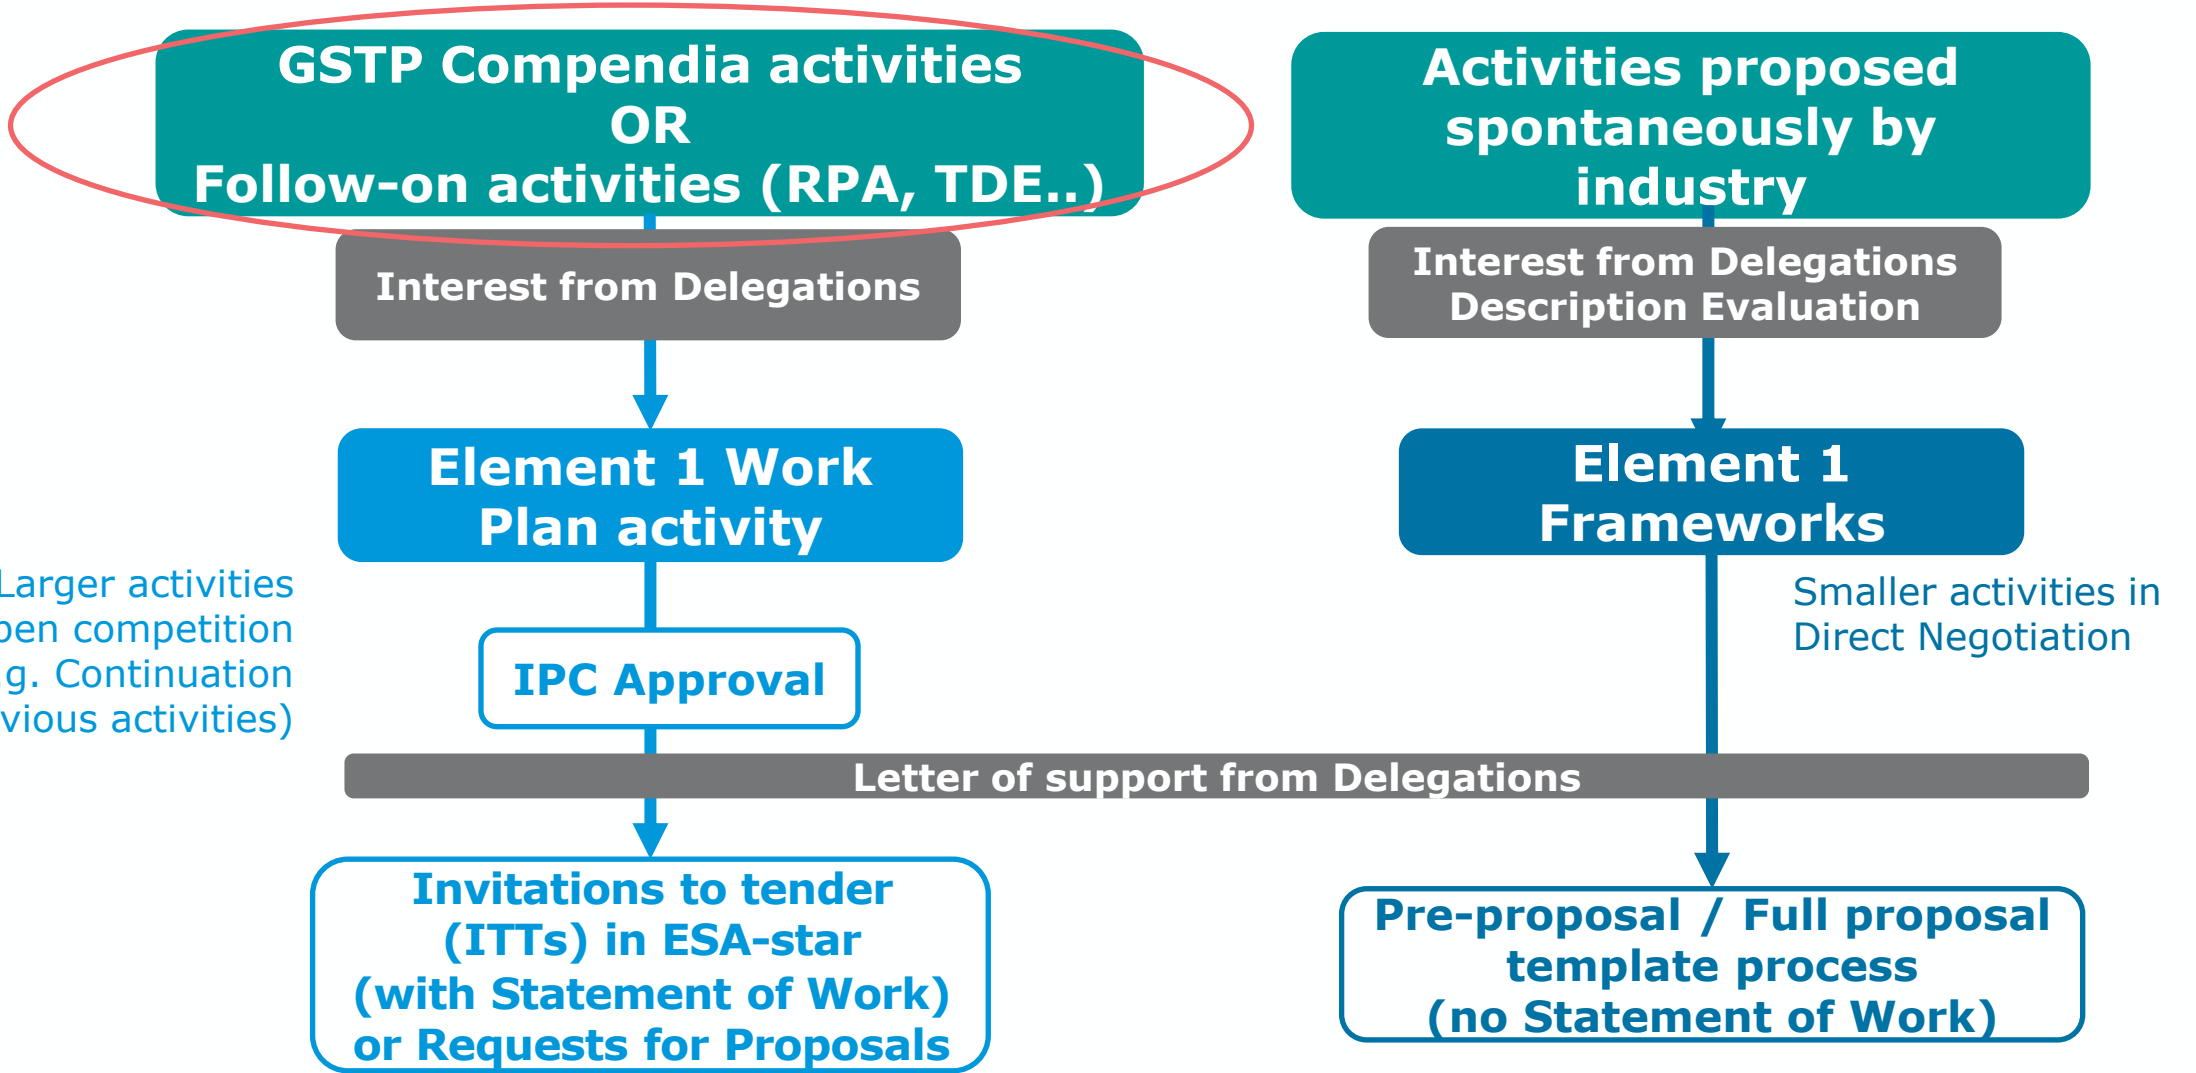 GSTP Compendia activities
OR
Follow-on activities (RPA, TDE..)
Activities proposed
spontaneously by
industry
Interest from Delegations
Interest from Delegations
Description Evaluation
Element 1 Work
Plan activity
Element 1
Frameworks
Larger activities
competition
Continuation
activities)
Smaller activities in
Direct Negotiation
IPC Approval
Letter of support from Delegations
Invitations to tender
(ITTs) in ESA-star
(with Statement of Work)
or Requests for Proposals
Pre-proposal / Full proposal
template process
(no Statement of Work)